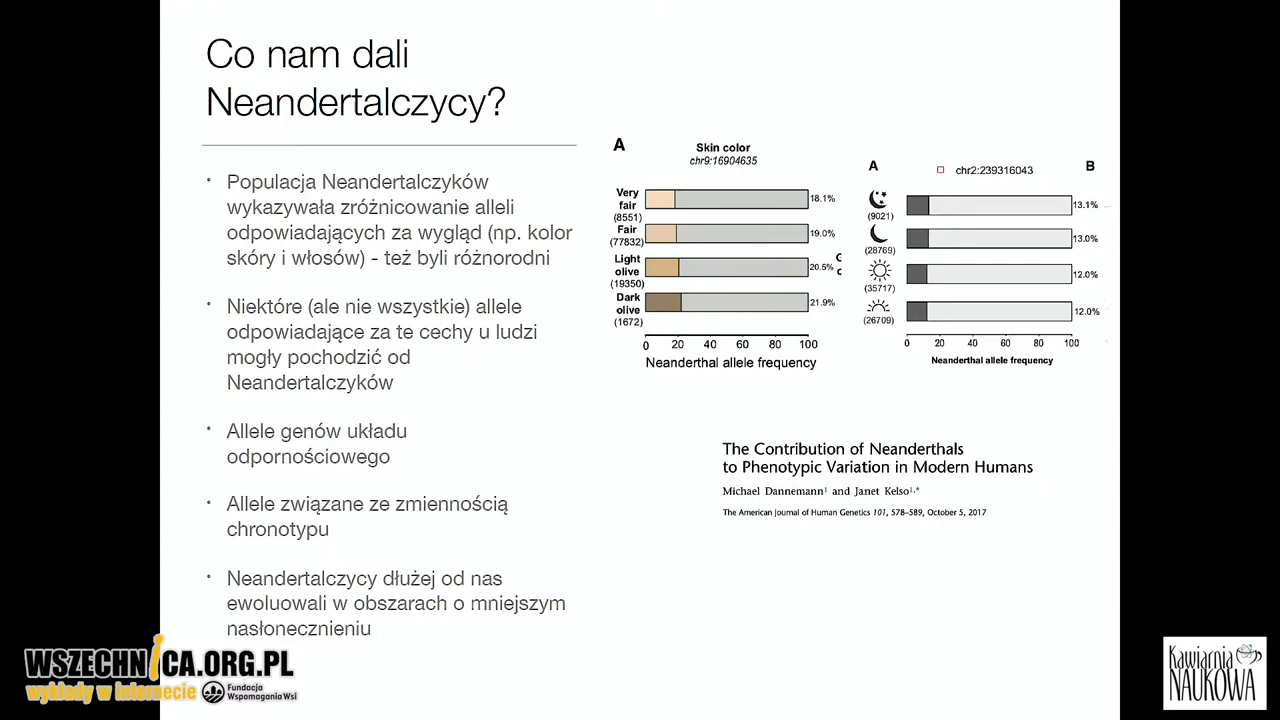 Co nam dali
Neandertalczycy?
• Populacja Neandertalczyków
wykazywała zróżnicowanie alleli
odpowiadających za wygląd (np. kolor
skóry i włosów) - też byli różnorodni
• Niektóre (ale nie wszystkie) allele
odpowiadające za te cechy u ludzi
mogły pochodzić od
Neandertalczyków
• Allele genów układu
odpornościowego
• Allele związane ze zmiennością
chronotypu
• Neandertalczycy dłużej od nas
ewoluowali w obszarach o mniejszym
nasłonecznieniu
A
Skin color
chr9:16904635
Very
fair
(8551)
18.1%
Fair
(77832)
19.0%
Light
olive
(19350)
20.5%
Dark
olive
(1672)
21.9%
0 20 40 60 80 100
Neanderthal allele frequency
A
chr2:239316043
B
(9021)
13.1%
(28769)
13.0%
(35717)
12.0%
(26709)
12.0%
0 20 40 60 80 100
Neanderthal allele frequency
The Contribution of Neanderthals
to Phenotypic Variation in Modern Humans
Michael Dannemann1 and Janet Kelso1,*
The American Journal of Human Genetics 101, 578–589, October 5, 2017
WSZECHNICA.ORG.PL
wykłady w internecie
Fundacja
Wspomagania Wsi
Kawiarnia
NAUKOWA